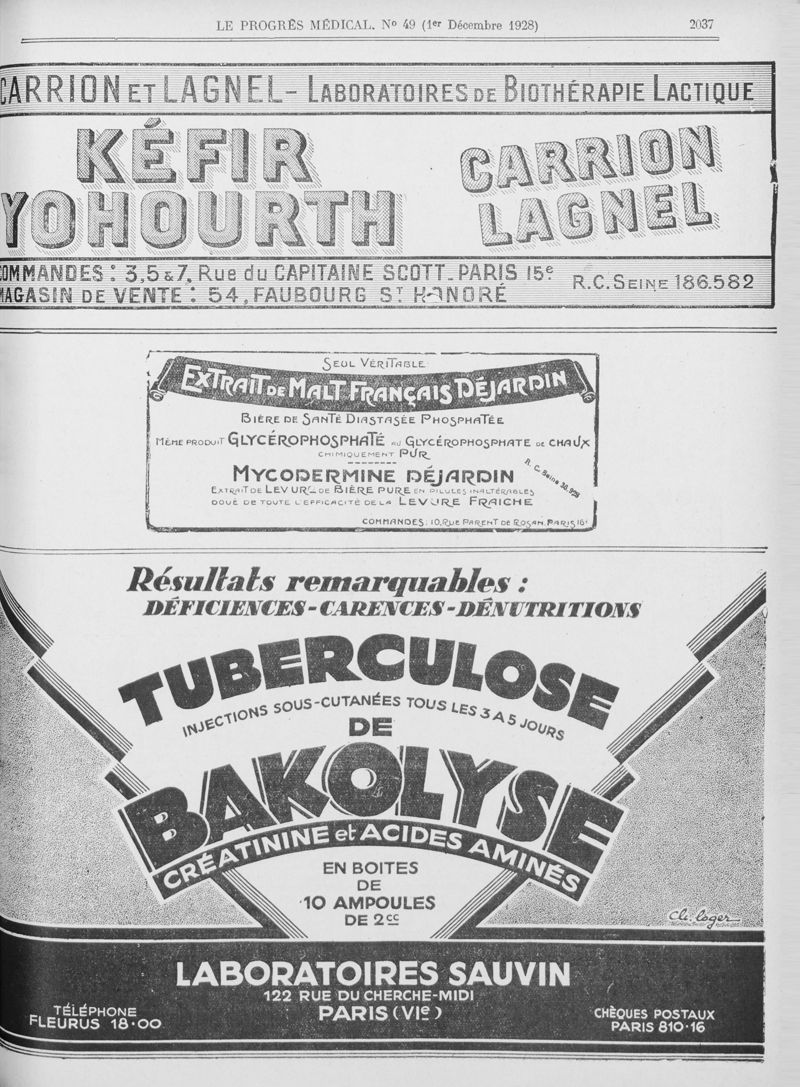 LE PROGRÈS MÉDICAL. Nº 49 (1er Décembre 1928) 2037
CARRION ET LAGNEL - LABORATOIRES DE BIOTHÉRAPIE LACTIQUE
KÉFIR
YOHOURTH
CARRION
LAGNEL
COMMANDES : 3,5 & 7, Rue du CAPITAINE SCOTT_PARIS 15e
MAGASIN DE VENTE : 54, FAUBOURG ST HONORÉ
R.C. SEINE 186.582
SEUL VÉRITABLE
EXTRAIT DE MALT FRANÇAIS DÉJARDIN
BIÈRE DE SANTÉ DIASTASÉE PHOSPHATÉE
MÊME PRODUIT GLYCÉROPHOSPHATÉ AU GLYCÉROPHOSPHATE DE CHAUX
CHIMIQUEMENT PUR
MYCODERMINE DÉJARDIN
R. C. Seine
EXTRAIT DE LEVURE DE BIÈRE PURE EN PILULES INALTÉRABLES
DOUÉ DE TOUTE L'EFFICACITÉ DE LA LEVURE FRAICHE
COMMANDES : 10, RUE PARENT DE ROSAN, PARIS, 16e
Résultats remarquables :
DÉFICIENCES - CARENCES - DÉNUTRITIONS
TUBERCULOSE
INJECTIONS SOUS-CUTANÉES TOUS LES 3 A 5 JOURS
DE
BAKOLYSE
CRÉATININE et ACIDES AMINÉS
EN BOITES
DE
10 AMPOULES
DE 2cc
Ch. Loger
LABORATOIRES SAUVIN
122 RUE DU CHERCHE-MIDI
PARIS (VIe)
TÉLÉPHONE
FLEURUS 18·00
CHÈQUES POSTAUX
PARIS 810·16